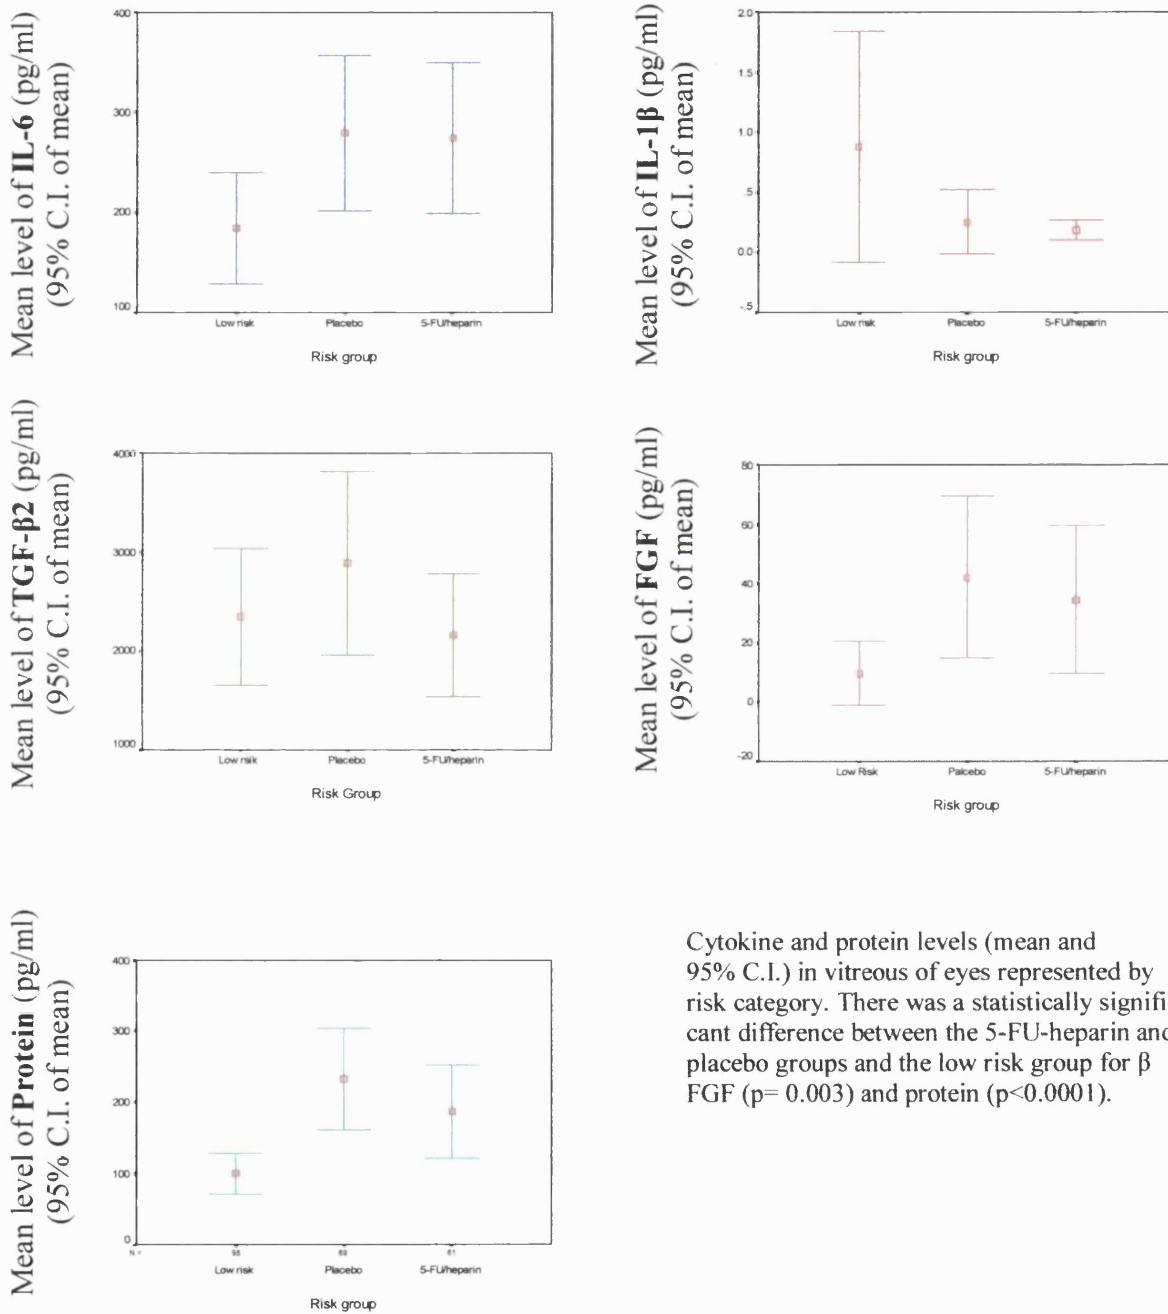 Mean level of IL-6 (pg/ml)
(95% C.I. of mean)
400
300
200
100
Low risk Placebo 5-FU/heparin
Risk group
Mean level of IL-1β (pg/ml)
(95% C.I. of mean)
2.0
1.5
1.0
.5
0.0
-.5
Low risk Placebo 5-FU/heparin
Risk group
Mean level of TGF-β2 (pg/ml)
(95% C.I. of mean)
4000
3000
2000
1000
Low rsik Placebo 5-FU/heparin
Risk Group
Mean level of FGF (pg/ml)
(95% C.I. of mean)
80
60
40
20
0
-20
Low Risk Palcebo 5-FU/heparin
Risk group
Mean level of Protein (pg/ml)
(95% C.I. of mean)
400
300
200
100
0
N = 95 69 61
Low risk Placebo 5-FU/heparin
Risk group
Cytokine and protein levels (mean and
95% C.I.) in vitreous of eyes represented by
risk category. There was a statistically signifi
cant difference between the 5-FU-heparin and
placebo groups and the low risk group for β
FGF (p= 0.003) and protein (p<0.0001).